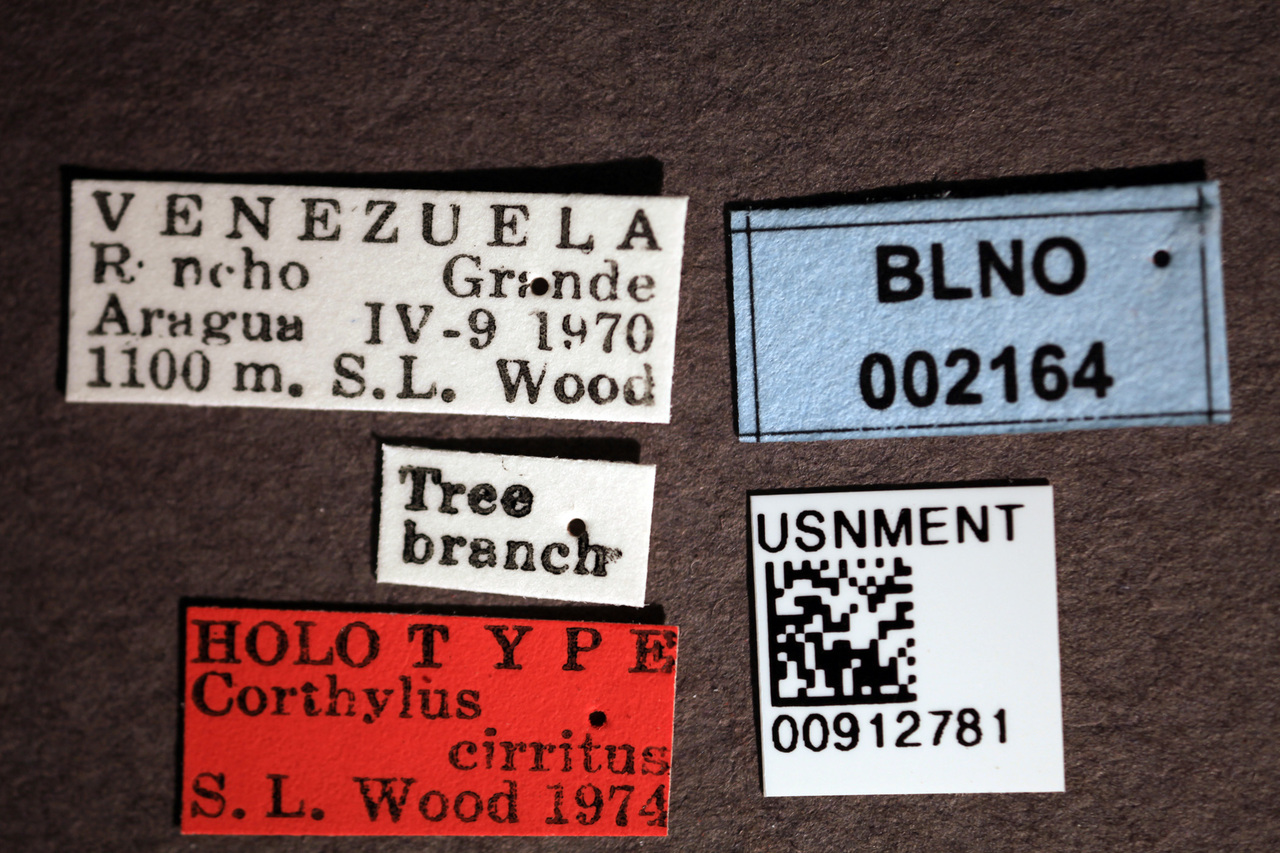 VENEZUELA
Rancho Grande
Aragua IV-9 1970
1100 m. S.L. Wood
Tree
branch
HOLOTYPE
Corthylus
cirritus
S. L. Wood 1974
BLNO
002164
USNMENT
00912781